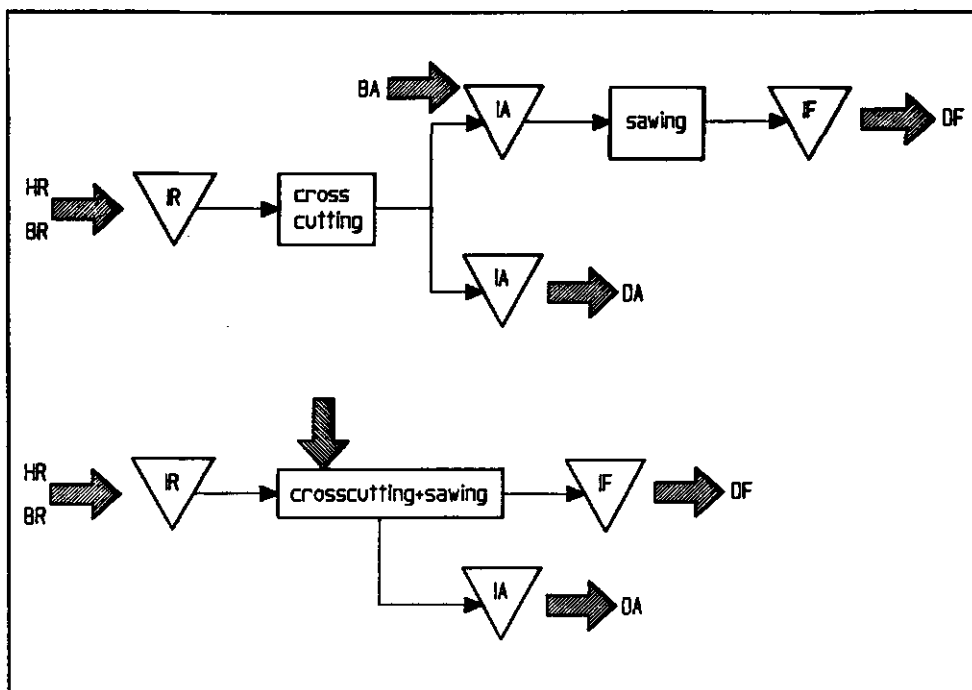 BA
IA
sawing
IF
DF
HR
BR
IR
cross
cutting
IA
DA
HR
BR
IR
crosscutting+sawing
IF
DF
IA
DA